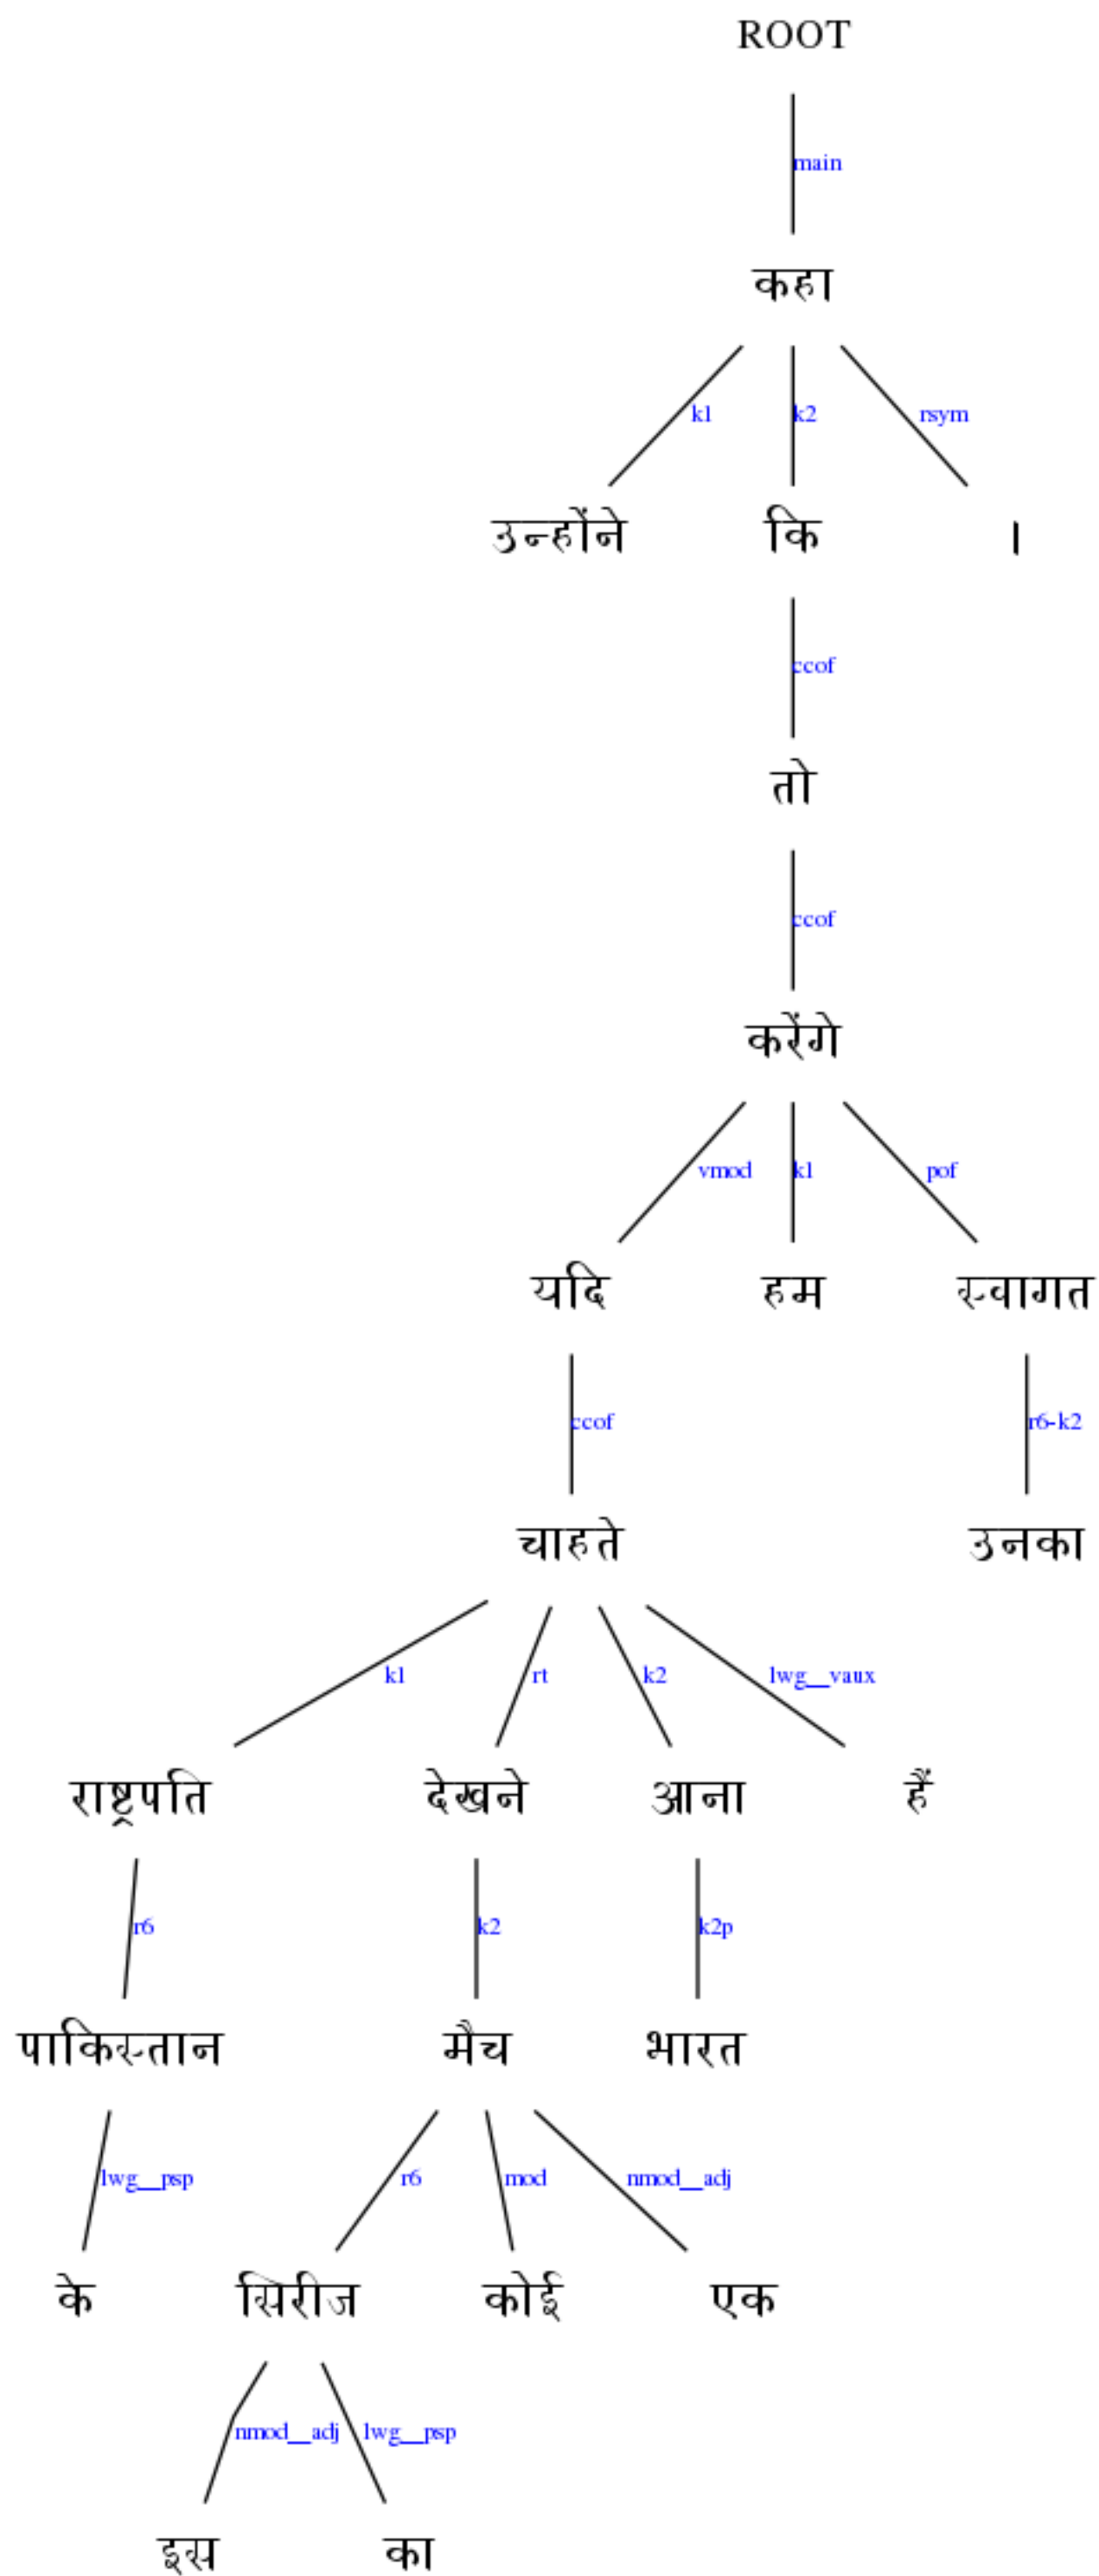 ROOT
main
कहा
k1 k2 rsym
उन्होंने कि ।
ccof
तो
ccof
करेंगे
vmod k1 pof
यदि हम स्वागत
ccof r6-k2
चाहते उनका
k1 rt k2 lwg__vaux
राष्ट्रपति देखने आना हैं
r6 k2 k2p
पाकिस्तान मैच भारत
lwg__psp r6 mod nmod__adj
के सिरीज कोई एक
nmod__adj lwg__psp
इस का